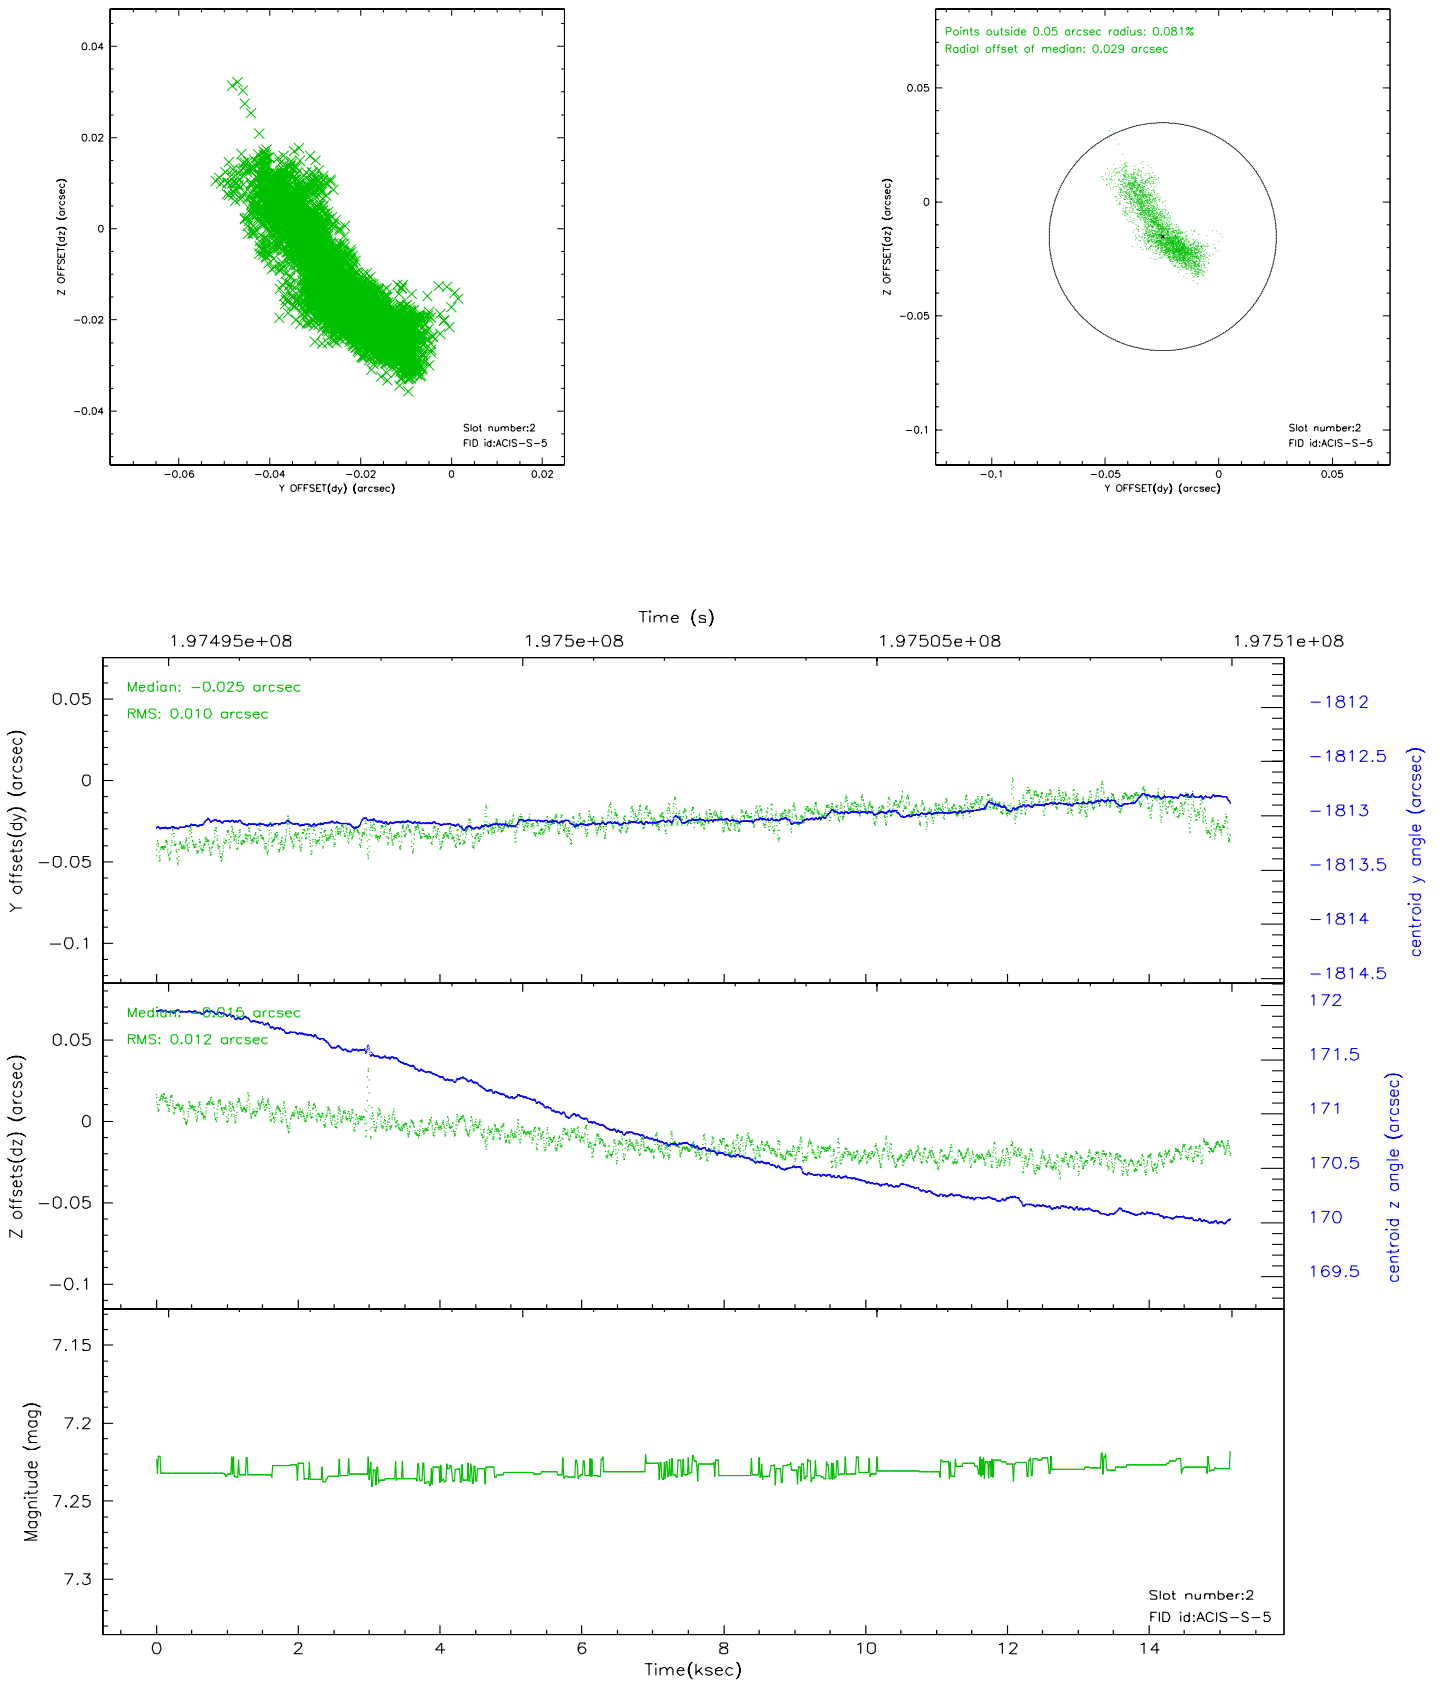 0.04
0.02
0
−0.02
−0.04
Z OFFSET(dz) (arcsec)
Slot number:2
FID id:ACIS−S−5
−0.06 −0.04 −0.02 0 0.02
Y OFFSET(dy) (arcsec)
Points outside 0.05 arcsec radius: 0.081%
Radial offset of median: 0.029 arcsec
0.05
0
−0.05
−0.1
Z OFFSET(dz) (arcsec)
Slot number:2
FID id:ACIS−S−5
−0.1 −0.05 0 0.05
Y OFFSET(dy) (arcsec)
Time (s)
1.97495e+08 1.975e+08 1.97505e+08 1.9751e+08
Median: −0.025 arcsec
RMS: 0.010 arcsec
0.05
0
−0.05
−0.1
Y offsets(dy) (arcsec)
−1812
−1812.5
−1813
−1813.5
−1814
−1814.5
centroid y angle (arcsec)
Median: −0.015 arcsec
RMS: 0.012 arcsec
0.05
0
−0.05
−0.1
Z offsets(dz) (arcsec)
172
171.5
171
170.5
170
169.5
centroid z angle (arcsec)
7.15
7.2
7.25
7.3
Magnitude (mag)
Slot number:2
FID id:ACIS−S−5
0 2 4 6 8 10 12 14
Time(ksec)